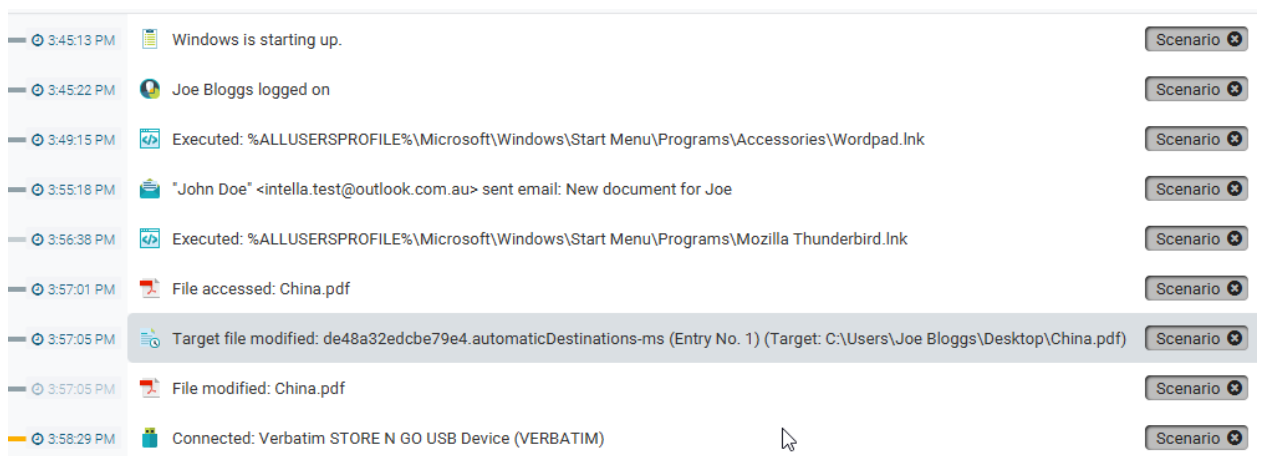 3:45:13 PM Windows is starting up. Scenario
3:45:22 PM Joe Bloggs logged on Scenario
3:49:15 PM Executed: %ALLUSERSPROFILE%\Microsoft\Windows\Start Menu\Programs\Accessories\Wordpad.lnk Scenario
3:55:18 PM "John Doe" <intella.test@outlook.com.au> sent email: New document for Joe Scenario
3:56:38 PM Executed: %ALLUSERSPROFILE%\Microsoft\Windows\Start Menu\Programs\Mozilla Thunderbird.lnk Scenario
3:57:01 PM File accessed: China.pdf Scenario
3:57:05 PM Target file modified: de48a32edcbe79e4.automaticDestinations-ms (Entry No. 1) (Target: C:\Users\Joe Bloggs\Desktop\China.pdf) Scenario
3:57:05 PM File modified: China.pdf Scenario
3:58:29 PM Connected: Verbatim STORE N GO USB Device (VERBATIM) Scenario